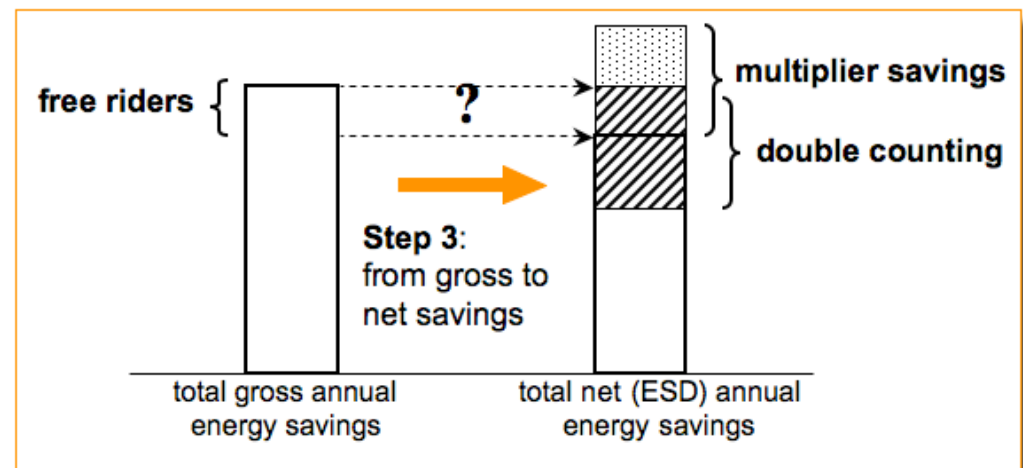 multiplier savings
free riders
?
double counting
Step 3:
from gross to
net savings
total gross annual
energy savings
total net (ESD) annual
energy savings